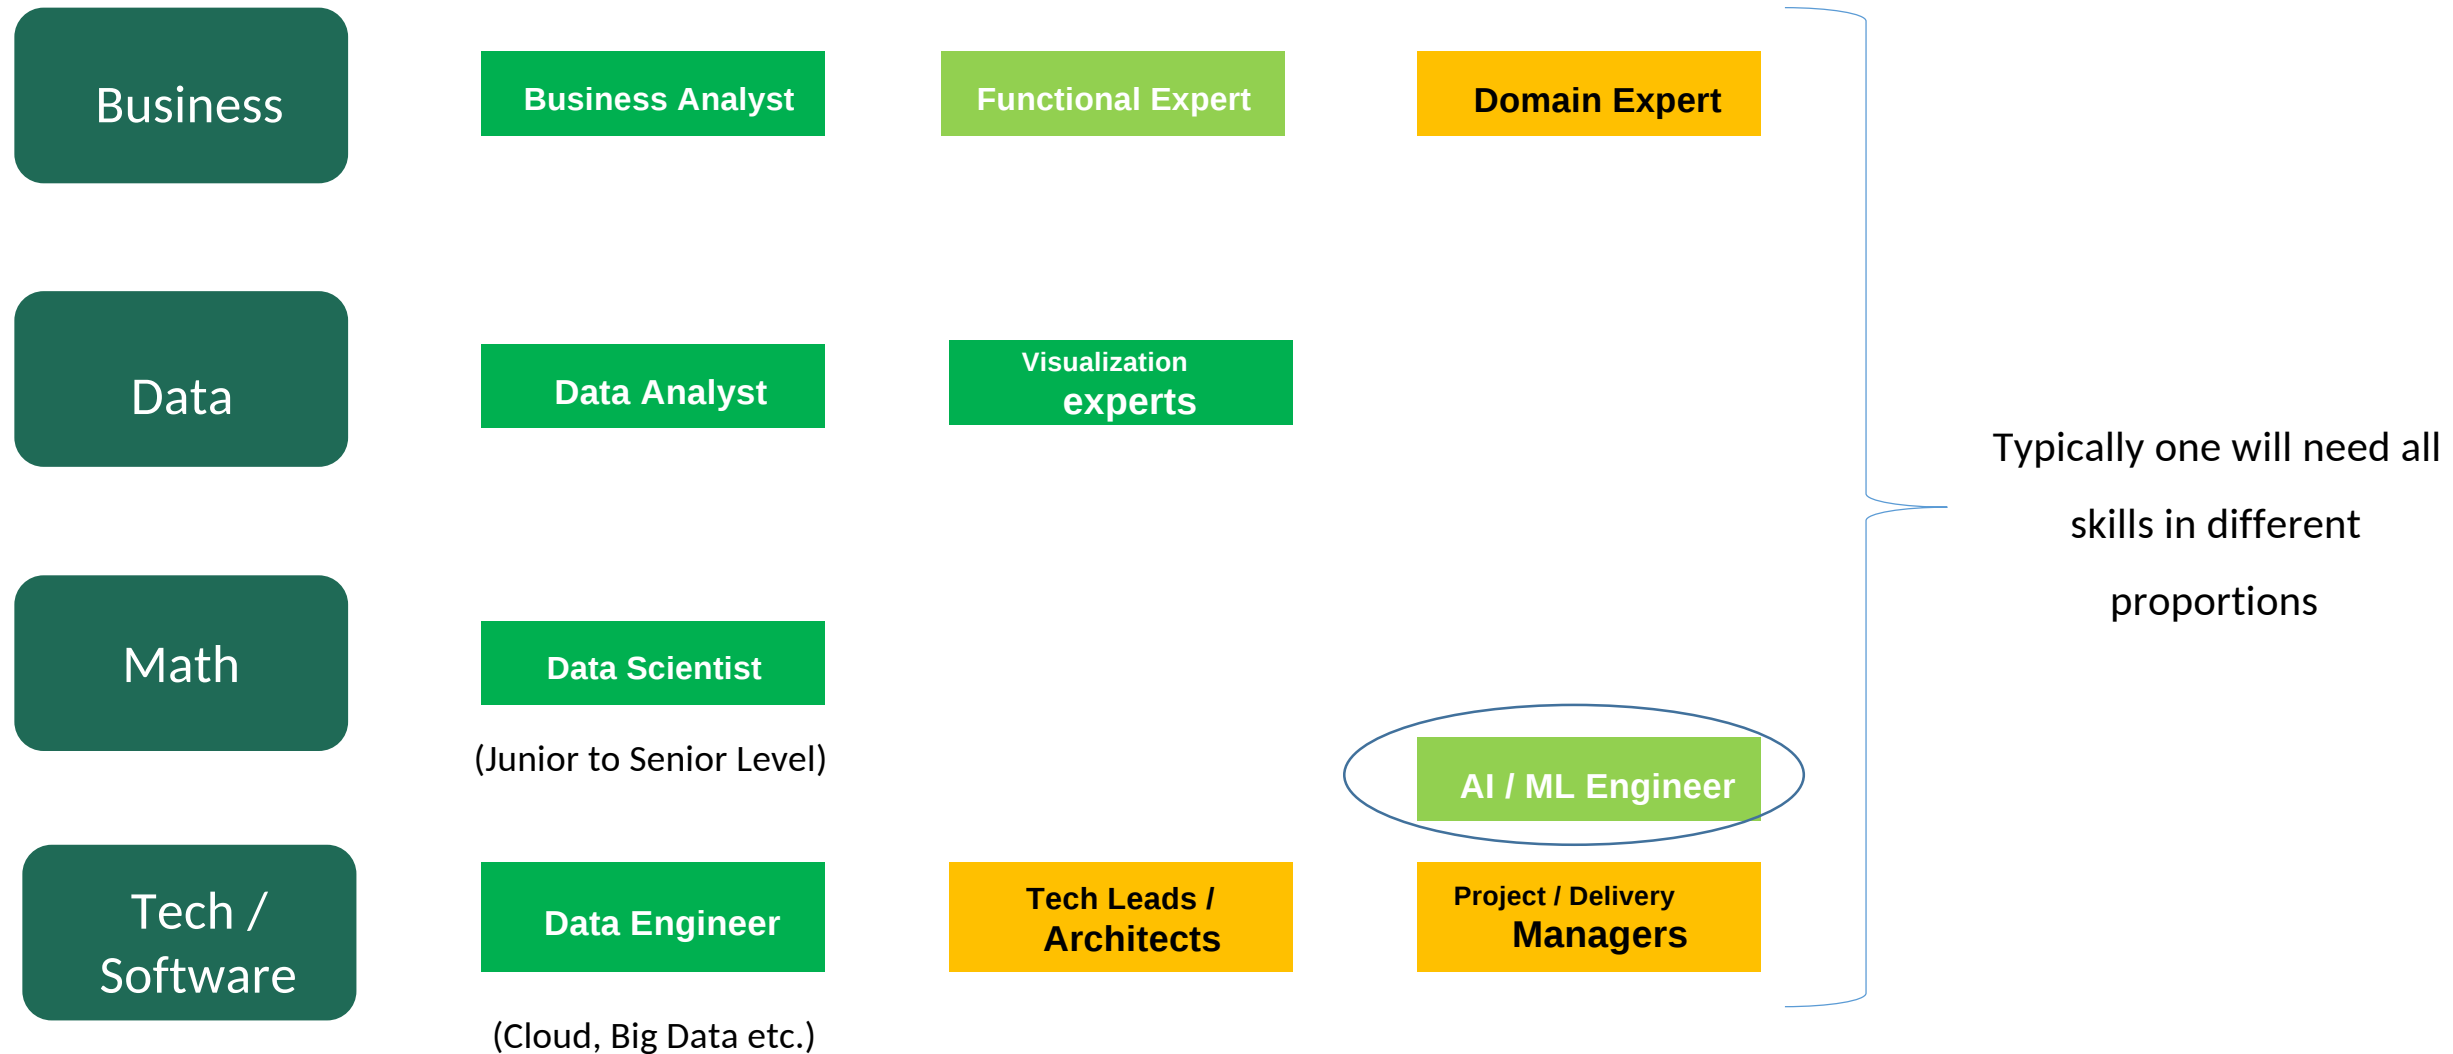 Business
Business Analyst
Functional Expert
Domain Expert
Data
Data Analyst
Visualization
experts
Typically one will need all
skills in different
proportions
Math
Data Scientist
(Junior to Senior Level)
AI / ML Engineer
Tech /
Software
Data Engineer
Tech Leads /
Architects
Project / Delivery
Managers
(Cloud, Big Data etc.)